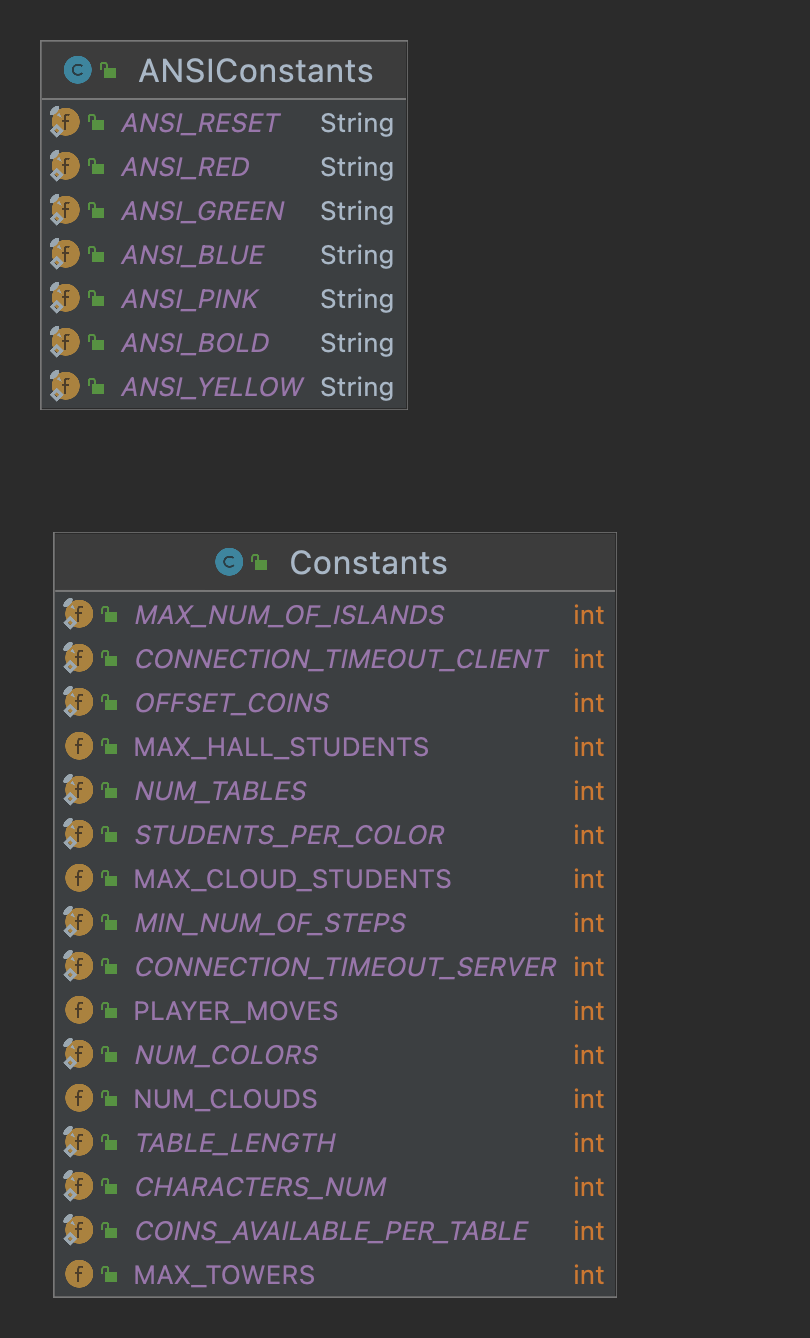 ANSIConstants
ANSI_RESET String
ANSI_RED String
ANSI_GREEN String
ANSI_BLUE String
ANSI_PINK String
ANSI_BOLD String
ANSI_YELLOW String
Constants
MAX_NUM_OF_ISLANDS int
CONNECTION_TIMEOUT_CLIENT int
OFFSET_COINS int
MAX_HALL_STUDENTS int
NUM_TABLES int
STUDENTS_PER_COLOR int
MAX_CLOUD_STUDENTS int
MIN_NUM_OF_STEPS int
CONNECTION_TIMEOUT_SERVER int
PLAYER_MOVES int
NUM_COLORS int
NUM_CLOUDS int
TABLE_LENGTH int
CHARACTERS_NUM int
COINS_AVAILABLE_PER_TABLE int
MAX_TOWERS int